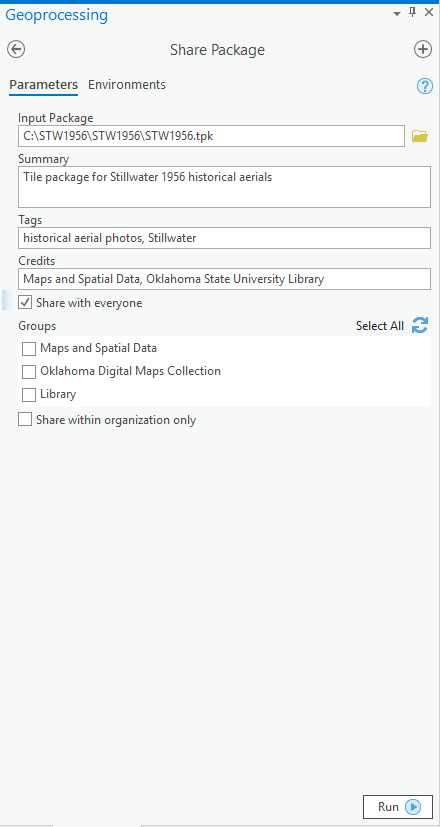 Geoprocessing
Share Package
Parameters Environments
Input Package
C:\STW1956\STW1956\STW1956.tpk
Summary
Tile package for Stillwater 1956 historical aerials
Tags
historical aerial photos, Stillwater
Credits
Maps and Spatial Data, Oklahoma State University Library
Share with everyone
Groups Select All
Maps and Spatial Data
Oklahoma Digital Maps Collection
Library
Share within organization only
Run